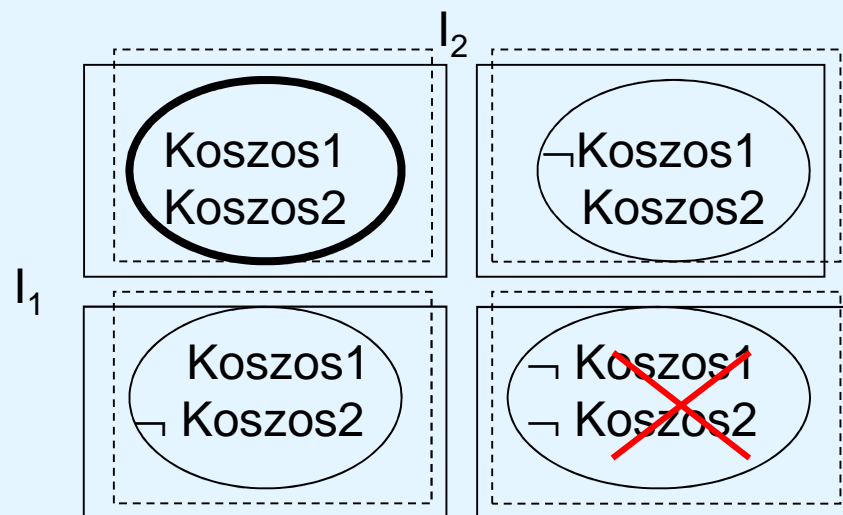 I₂
Koszos1
Koszos2
¬Koszos1
Koszos2
I₁
Koszos1
¬ Koszos2
¬ Koszos1
¬ Koszos2